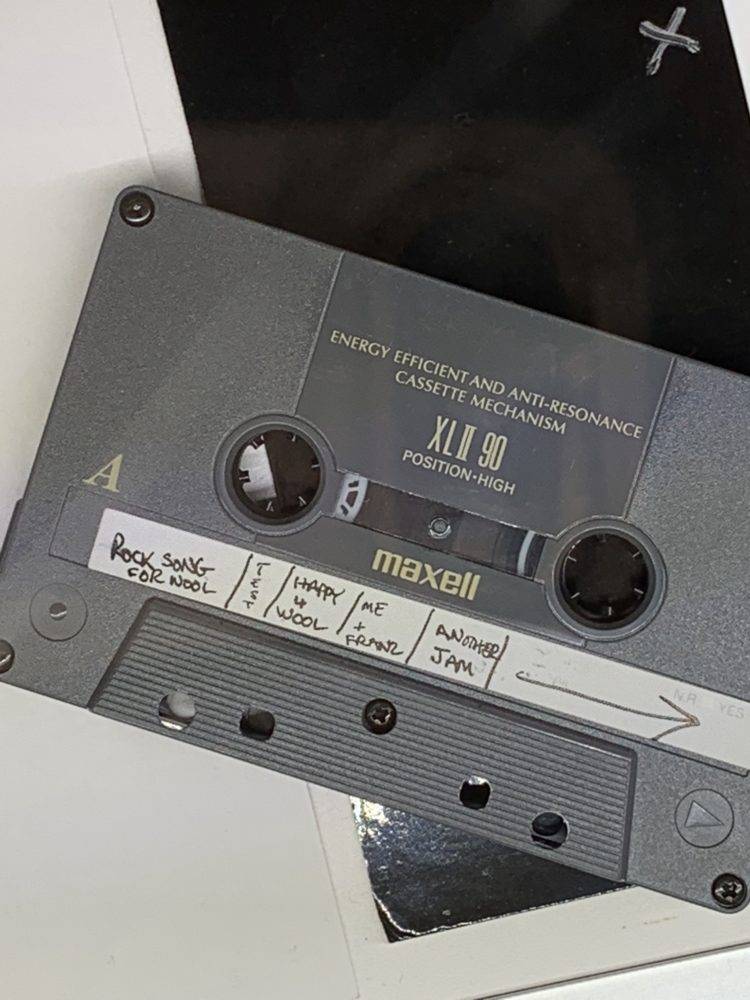 ENERGY EFFICIENT AND ANTI-RESONANCE
CASSETTE MECHANISM
XL II 90
POSITION·HIGH
A
maxell
ROCK SONG
FOR WOOL
TEST
HAPPY
4
WOOL
ME
+
FRANZ
ANOTHER
JAM
N.R. YES